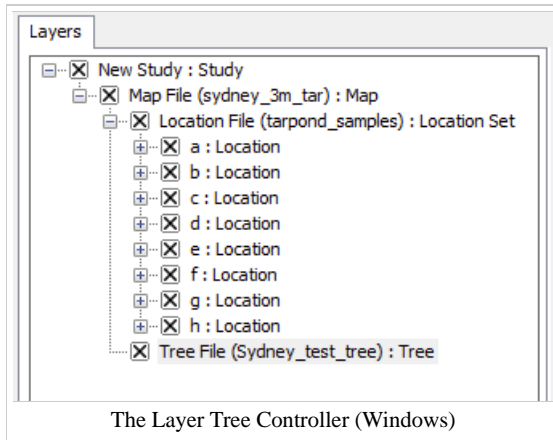 Layers
New Study : Study
Map File (sydney_3m_tar) : Map
Location File (tarpond_samples) : Location Set
a : Location
b : Location
c : Location
d : Location
e : Location
f : Location
g : Location
h : Location
Tree File (Sydney_test_tree) : Tree
The Layer Tree Controller (Windows)